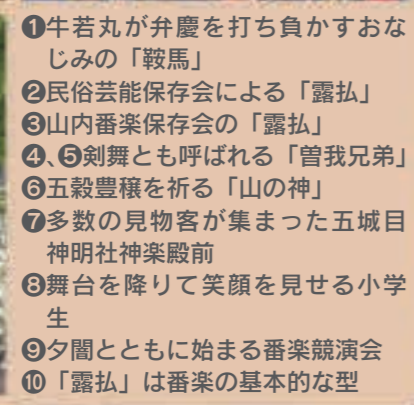 ❶牛若丸が弁慶を打ち負かすおな
じみの「鞍馬」
❷民俗芸能保存会による「露払」
❸山内番楽保存会の「露払」
❹、❺剣舞とも呼ばれる「曽我兄弟」
❻五穀豊穣を祈る「山の神」
❼多数の見物客が集まった五城目
神明社神楽殿前
❽舞台を降りて笑顔を見せる小学
生
❾夕闇とともに始まる番楽競演会
❿「露払」は番楽の基本的な型